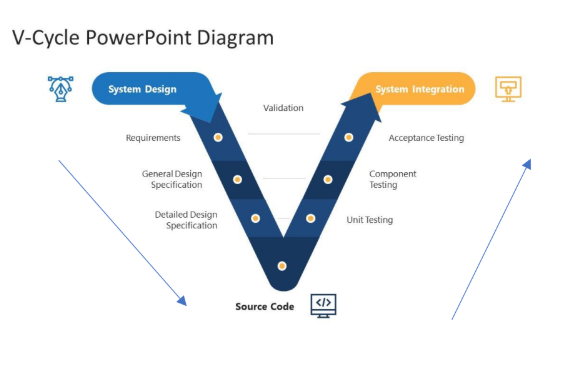 V-Cycle PowerPoint Diagram
System Design
System Integration
Validation
Requirements
Acceptance Testing
General Design
Specification
Component
Testing
Detailed Design
Specification
Unit Testing
Source Code
</>